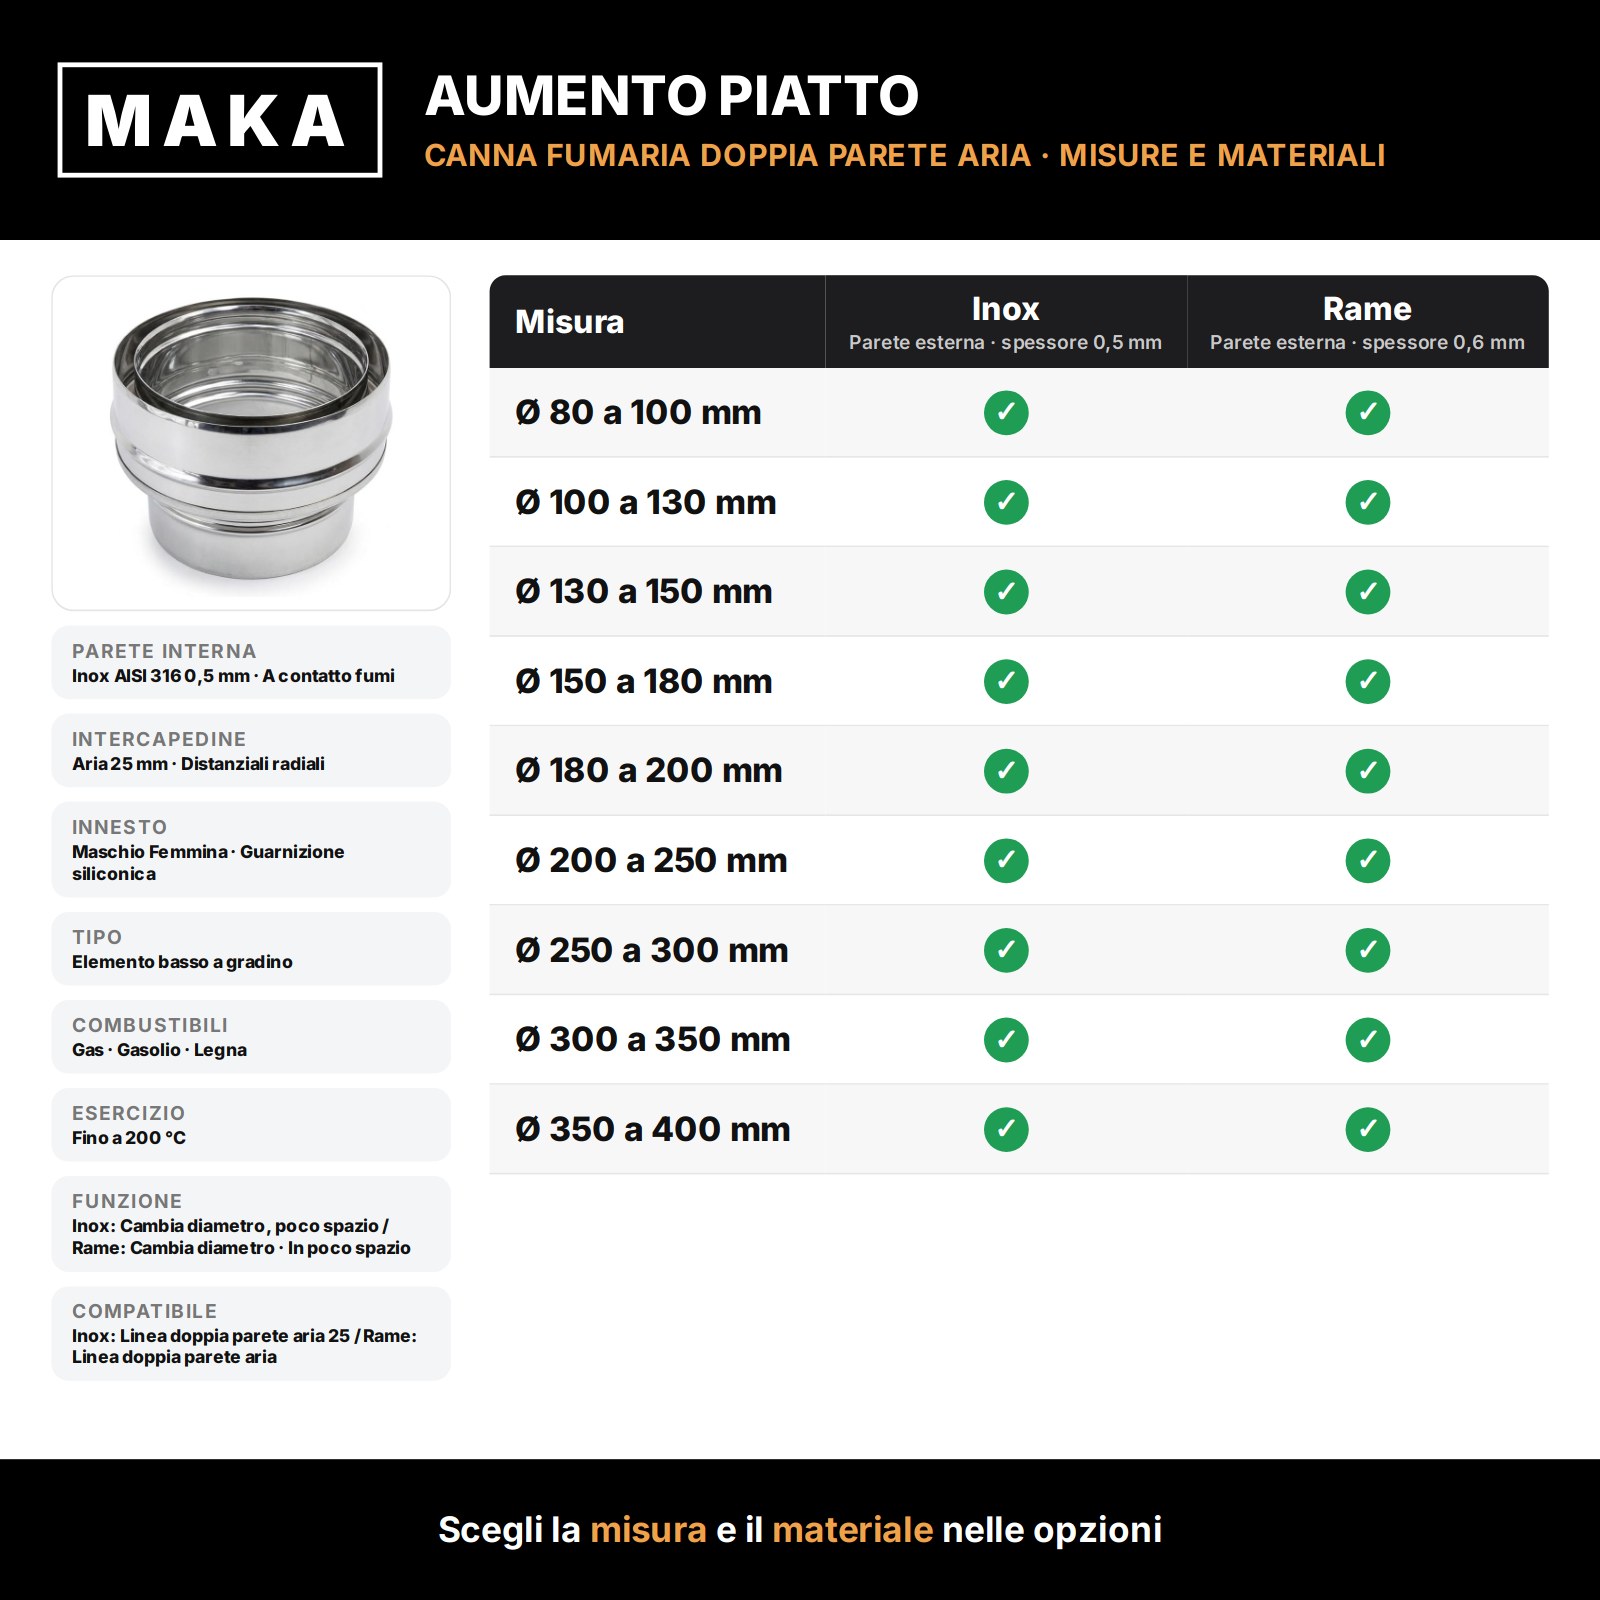 MAKA
AUMENTO PIATTO
CANNA FUMARIA DOPPIA PARETE ARIA · MISURE E MATERIALI
PARETE INTERNA
Inox AISI 316 0,5 mm · A contatto fumi
INTERCAPEDINE
Aria 25 mm · Distanziali radiali
INNESTO
Maschio Femmina · Guarnizione
siliconica
TIPO
Elemento basso a gradino
COMBUSTIBILI
Gas · Gasolio · Legna
ESERCIZIO
Fino a 200 °C
FUNZIONE
Inox: Cambia diametro, poco spazio /
Rame: Cambia diametro · In poco spazio
COMPATIBILE
Inox: Linea doppia parete aria 25 / Rame:
Linea doppia parete aria
Misura Inox Rame
Parete esterna · spessore 0,5 mm Parete esterna · spessore 0,6 mm
Ø 80 a 100 mm ✓ ✓
Ø 100 a 130 mm ✓ ✓
Ø 130 a 150 mm ✓ ✓
Ø 150 a 180 mm ✓ ✓
Ø 180 a 200 mm ✓ ✓
Ø 200 a 250 mm ✓ ✓
Ø 250 a 300 mm ✓ ✓
Ø 300 a 350 mm ✓ ✓
Ø 350 a 400 mm ✓ ✓
Scegli la misura e il materiale nelle opzioni